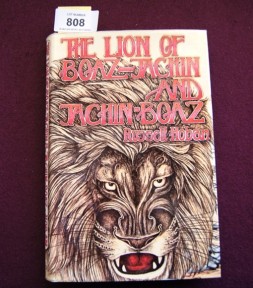 808
THE LION OF
BOAZ-JACHIN
AND
JACHIN-BOAZ
RUSSELL HOBAN